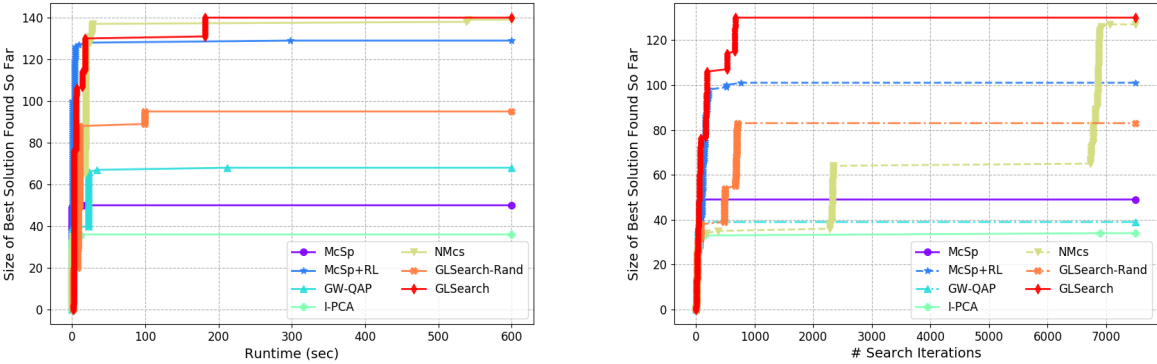 Size of Best Solution Found So Far
140
120
100
80
60
40
20
0
0 100 200 300 400 500 600
Runtime (sec)
McSp
McSp+RL
GW-QAP
I-PCA
NMcs
GLSearch-Rand
GLSearch
Size of Best Solution Found So Far
120
100
80
60
40
20
0
0 1000 2000 3000 4000 5000 6000 7000
# Search Iterations
McSp
McSp+RL
GW-QAP
I-PCA
NMcs
GLSearch-Rand
GLSearch